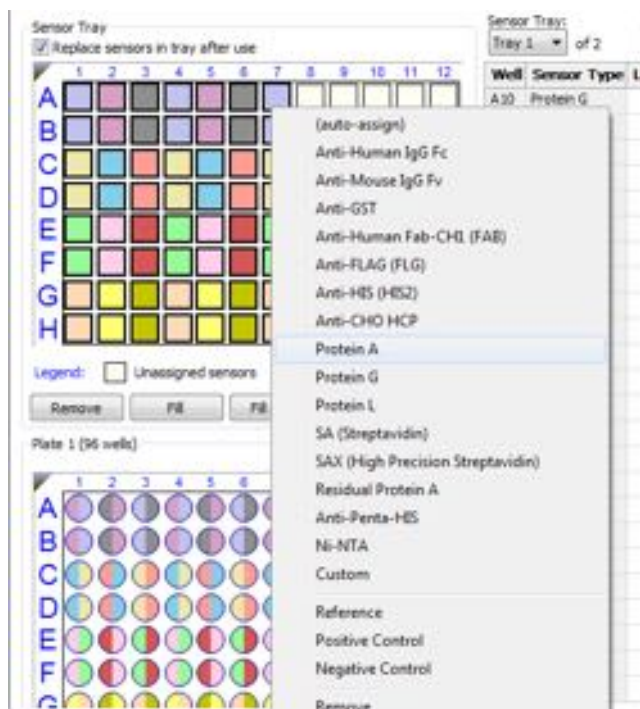 Sensor Tray
Replace sensors in tray after use
1 2 3 4 5 6 7 8 9 10 11 12
A
B
C
D
E
F
G
H
Legend: Unassigned sensors
Remove Fill Fill
Plate 1 (96 wells)
1 2 3 4 5 6
A
B
C
D
E
F
G
Sensor Tray:
Tray 1 of 2
Well Sensor Type L
A10 Protein G
(auto-assign)
Anti-Human IgG Fc
Anti-Mouse IgG Fv
Anti-GST
Anti-Human Fab-CH1 (FAB)
Anti-FLAG (FLG)
Anti-HIS (HIS2)
Anti-CHO HCP
Protein A
Protein G
Protein L
SA (Streptavidin)
SAX (High Precision Streptavidin)
Residual Protein A
Anti-Penta-HIS
Ni-NTA
Custom
Reference
Positive Control
Negative Control
Remove